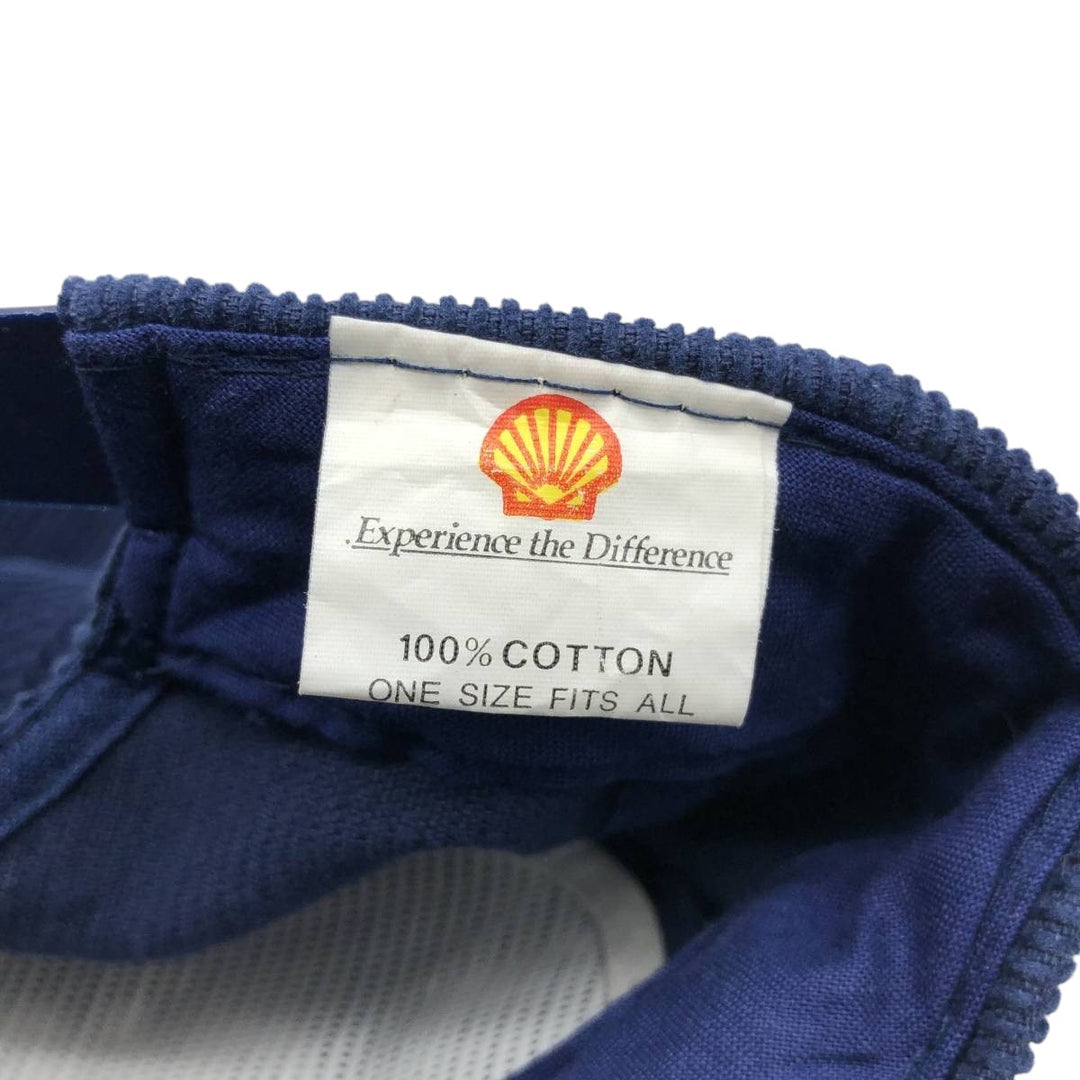 .Experience the Difference
100% COTTON
ONE SIZE FITS ALL